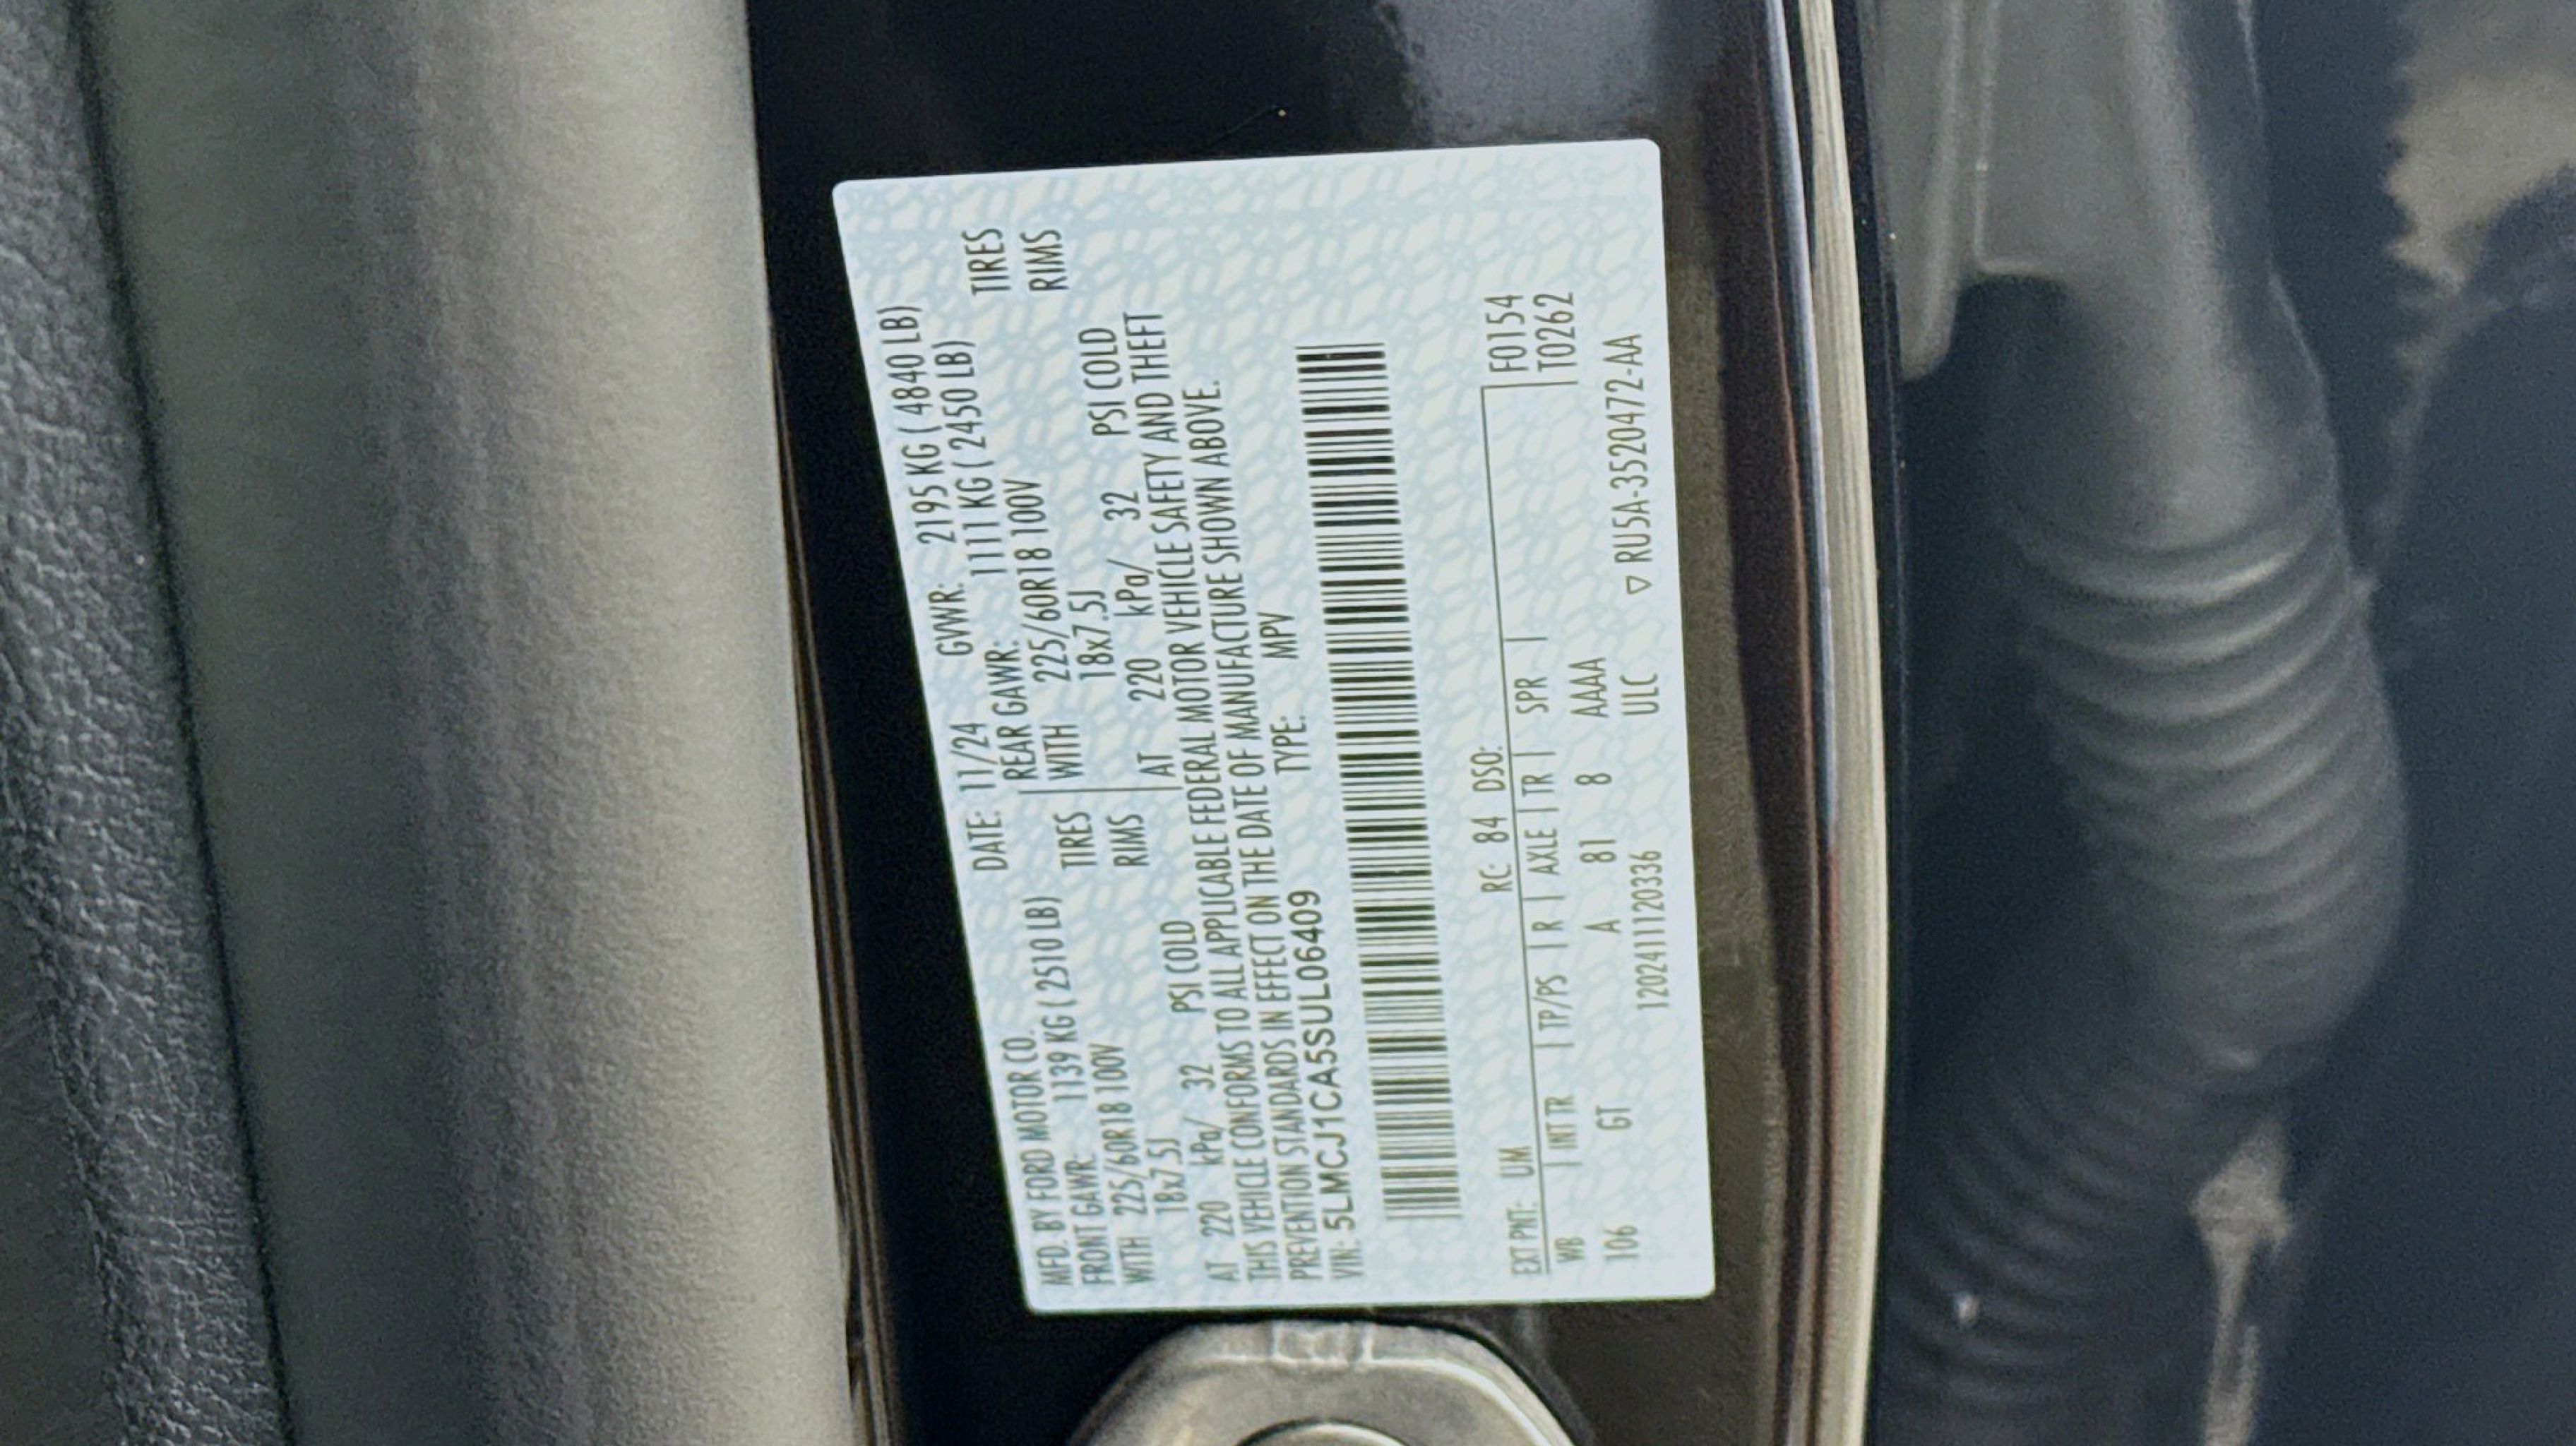 MFD. BY FORD MOTOR CO. DATE: 11/24 GVWR: 2195 KG ( 4840 LB)
FRONT GAWR: 1139 KG ( 2510 LB) REAR GAWR: 1111 KG ( 2450 LB)
WITH 225/60R18 100V TIRES WITH 225/60R18 100V TIRES
18x7.5J RIMS 18x7.5J RIMS
AT 220 kPa/ 32 PSI COLD AT 220 kPa/ 32 PSI COLD
THIS VEHICLE CONFORMS TO ALL APPLICABLE FEDERAL MOTOR VEHICLE SAFETY AND THEFT
PREVENTION STANDARDS IN EFFECT ON THE DATE OF MANUFACTURE SHOWN ABOVE.
VIN: 5LMCJ1CA5SUL06409 TYPE: MPV
EXT PNT: UM RC: 84 DSO: F0154
WB | INT TR | TP/PS | R | AXLE | TR | SPR | T0262
106 GT A 81 8 AAAA
120241112033​6 ULC ▽ RU5A-3520472-AA